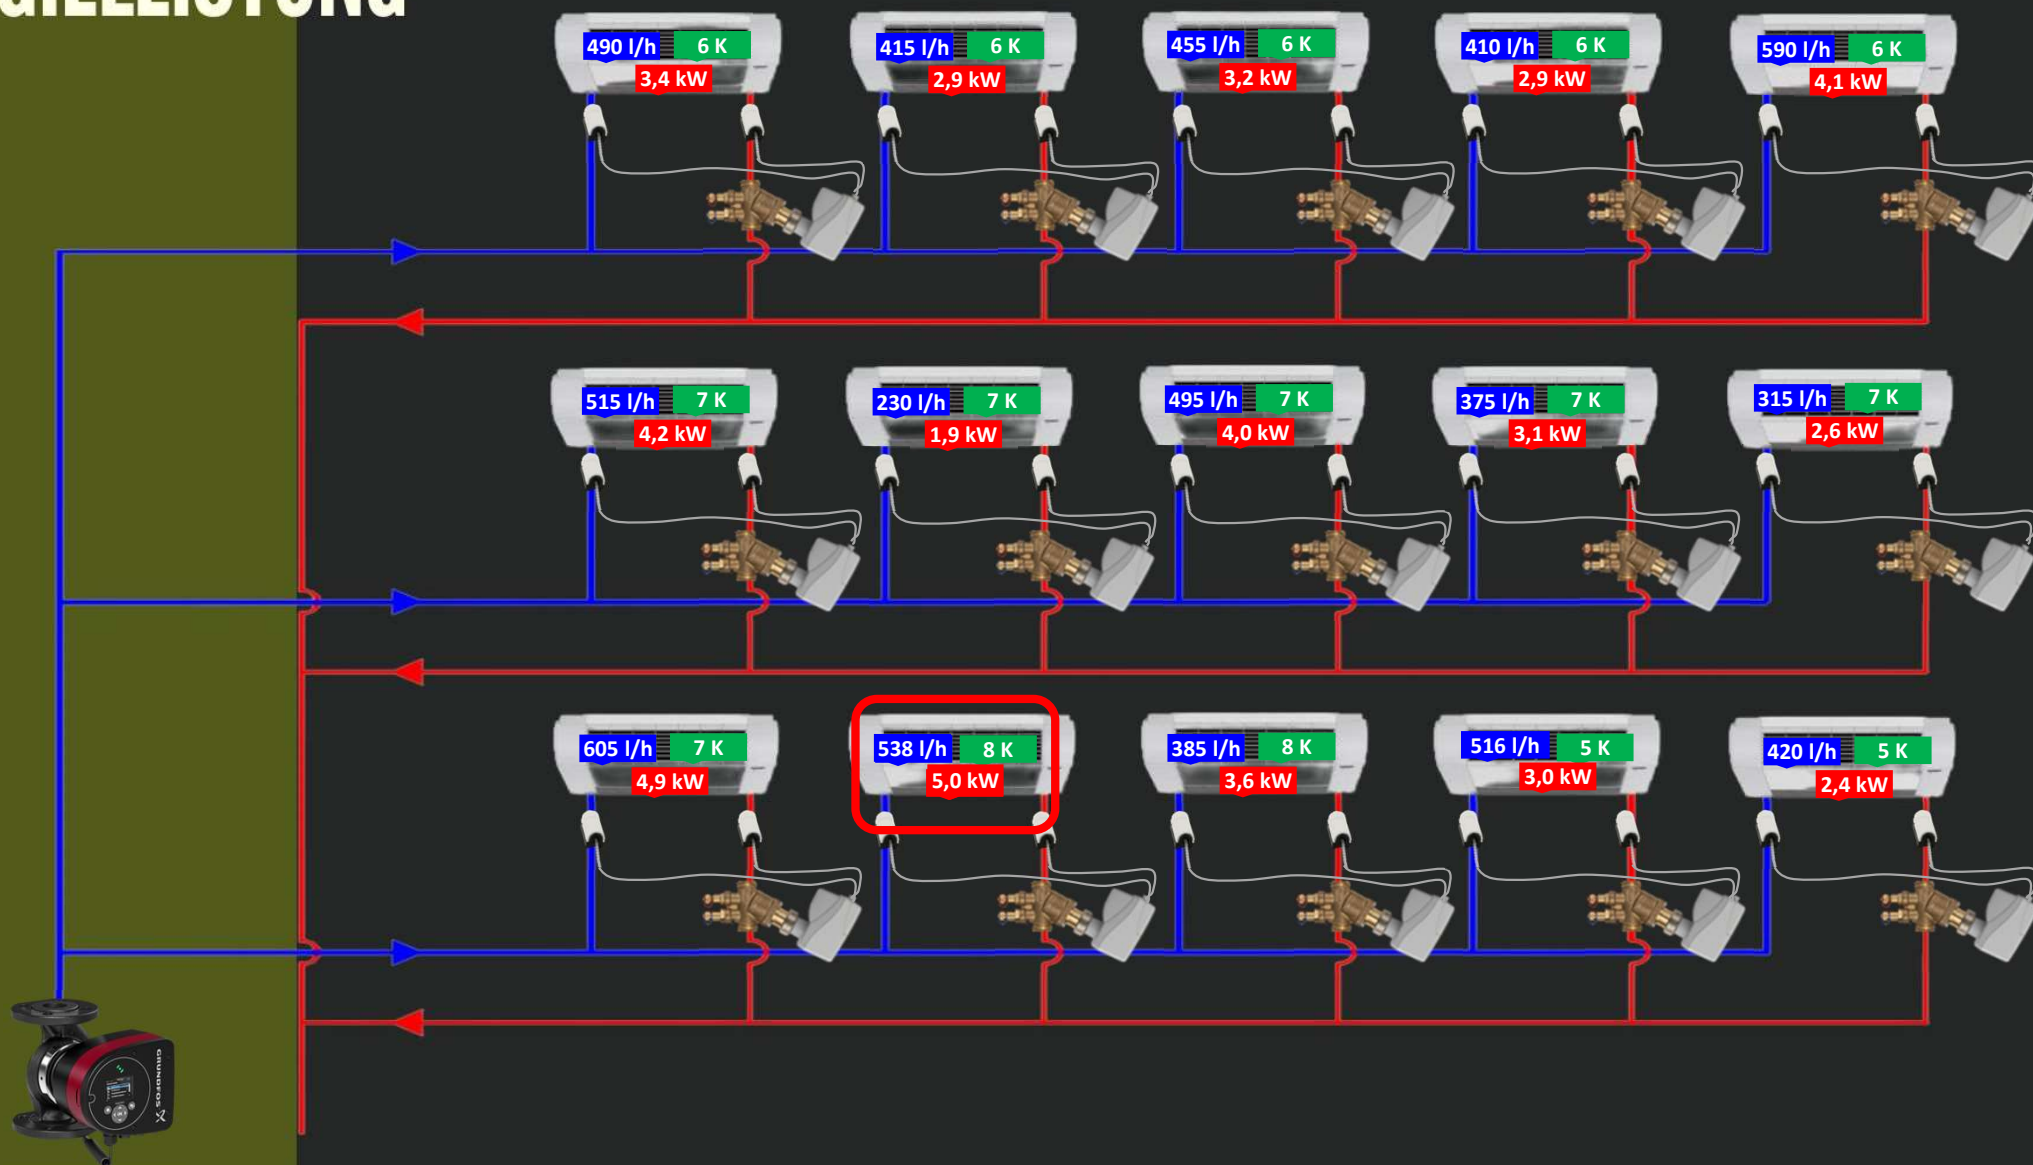 490 l/h 6 K
3,4 kW
415 l/h 6 K
2,9 kW
455 l/h 6 K
3,2 kW
410 l/h 6 K
2,9 kW
590 l/h 6 K
4,1 kW
515 l/h 7 K
4,2 kW
230 l/h 7 K
1,9 kW
495 l/h 7 K
4,0 kW
375 l/h 7 K
3,1 kW
315 l/h 7 K
2,6 kW
605 l/h 7 K
4,9 kW
538 l/h 8 K
5,0 kW
385 l/h 8 K
3,6 kW
516 l/h 5 K
3,0 kW
420 l/h 5 K
2,4 kW
GRUNDFOS